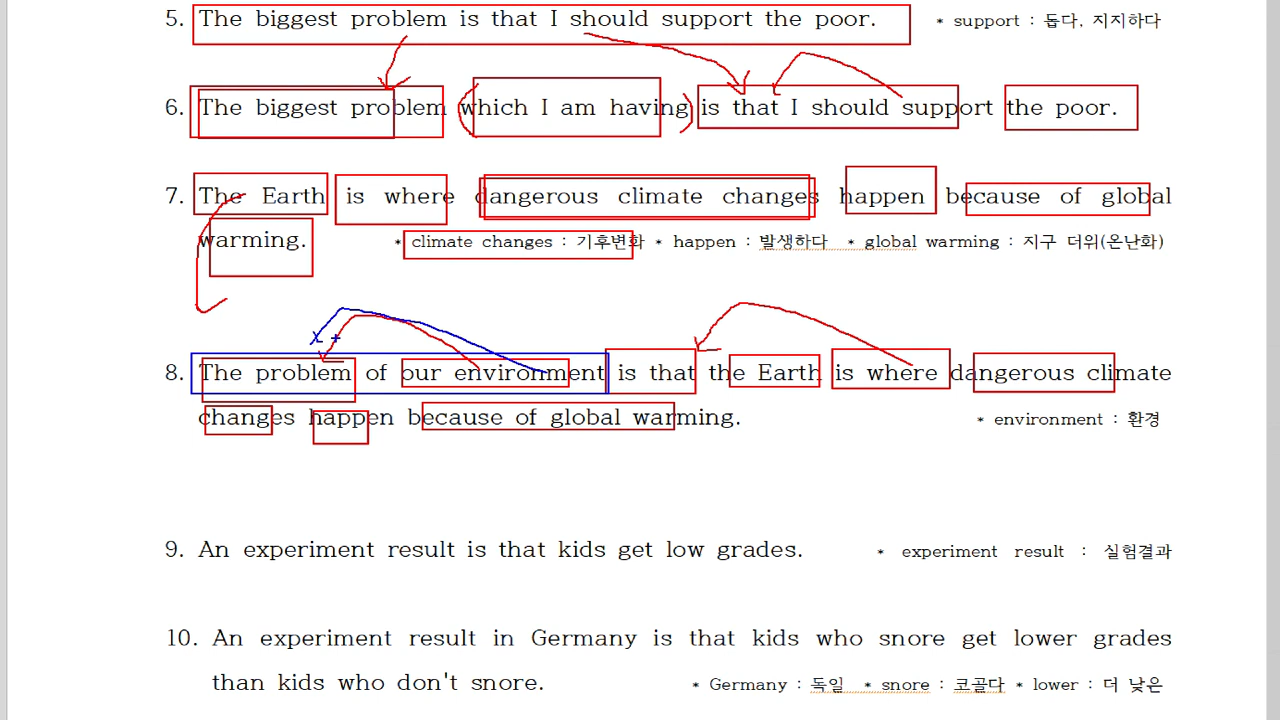 5. The biggest problem is that I should support the poor. * support : 돕다, 지지하다
6. The biggest problem which I am having is that I should support the poor.
7. The Earth is where dangerous climate changes happen because of global
warming. * climate changes : 기후변화 * happen : 발생하다 * global warming : 지구 더위(온난화)
8. The problem of our environment is that the Earth is where dangerous climate
changes happen because of global warming. * environment : 환경
9. An experiment result is that kids get low grades. * experiment result : 실험결과
10. An experiment result in Germany is that kids who snore get lower grades
than kids who don't snore. * Germany : 독일 * snore : 코골다 * lower : 더 낮은